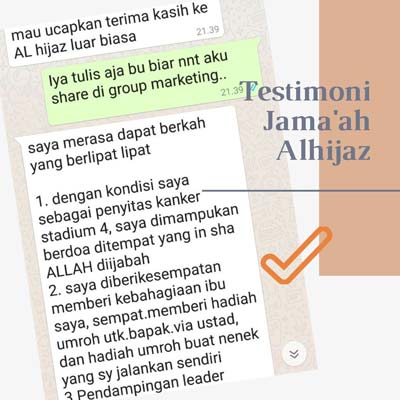 mau ucapkan terima kasih ke
AL hijaz luar biasa
21.39
Iya tulis aja bu biar nnt aku
share di group marketing..
21.39
Testimoni
Jama'ah
Alhijaz
saya merasa dapat berkah
yang berlipat lipat
1. dengan kondisi saya
sebagai penyitas kanker
stadium 4, saya dimampukan
berdoa ditempat yang in sha
ALLAH diijabah
2. saya diberikesempatan
memberi kebahagiaan ibu
saya, sempat.memberi hadiah
umroh utk.bapak.via ustad,
dan hadiah umroh buat nenek
yang sy jalankan sendiri
3.Pendampingan leader